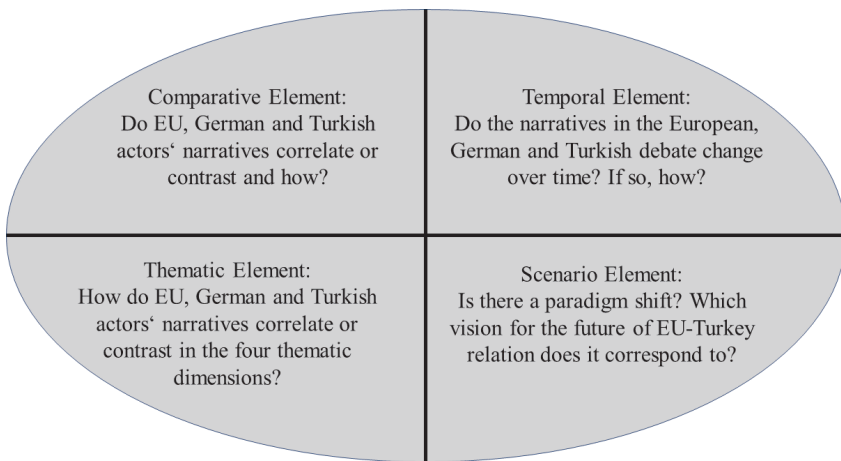 Comparative Element:
Do EU, German and Turkish
actors‘ narratives correlate or
contrast and how?
Temporal Element:
Do the narratives in the European,
German and Turkish debate change
over time? If so, how?
Thematic Element:
How do EU, German and Turkish
actors‘ narratives correlate or
contrast in the four thematic
dimensions?
Scenario Element:
Is there a paradigm shift? Which
vision for the future of EU-Turkey
relation does it correspond to?